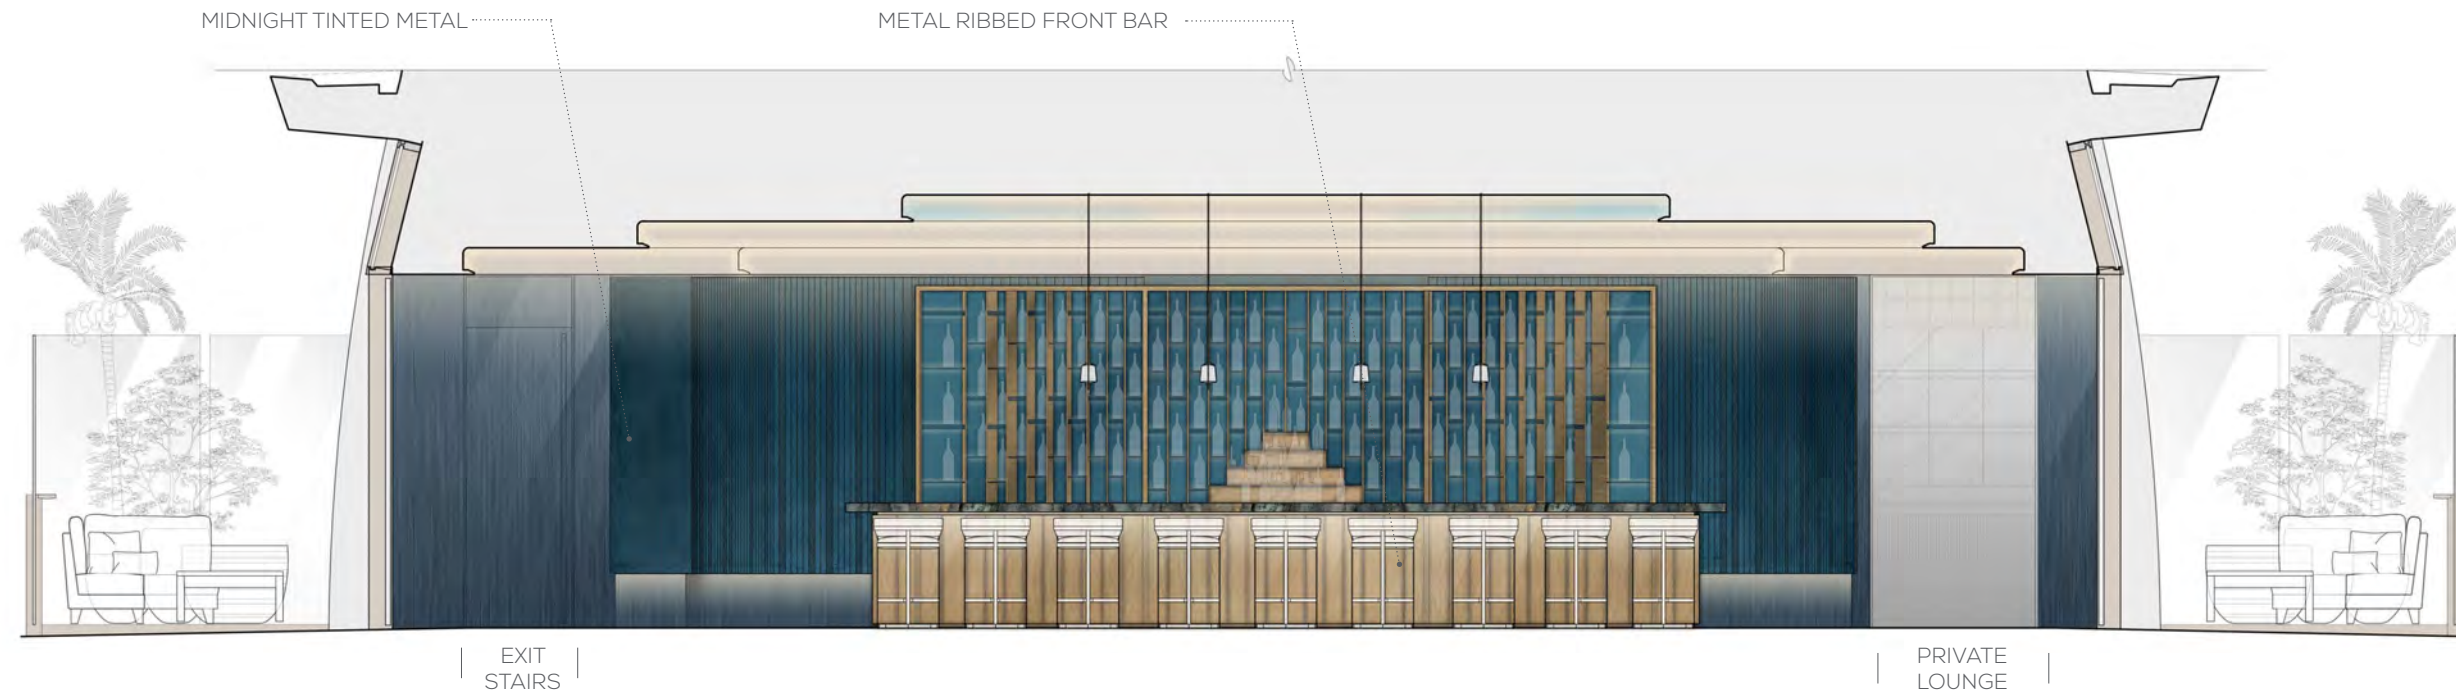 MIDNIGHT TINTED METAL
METAL RIBBED FRONT BAR
EXIT
STAIRS
PRIVATE
LOUNGE